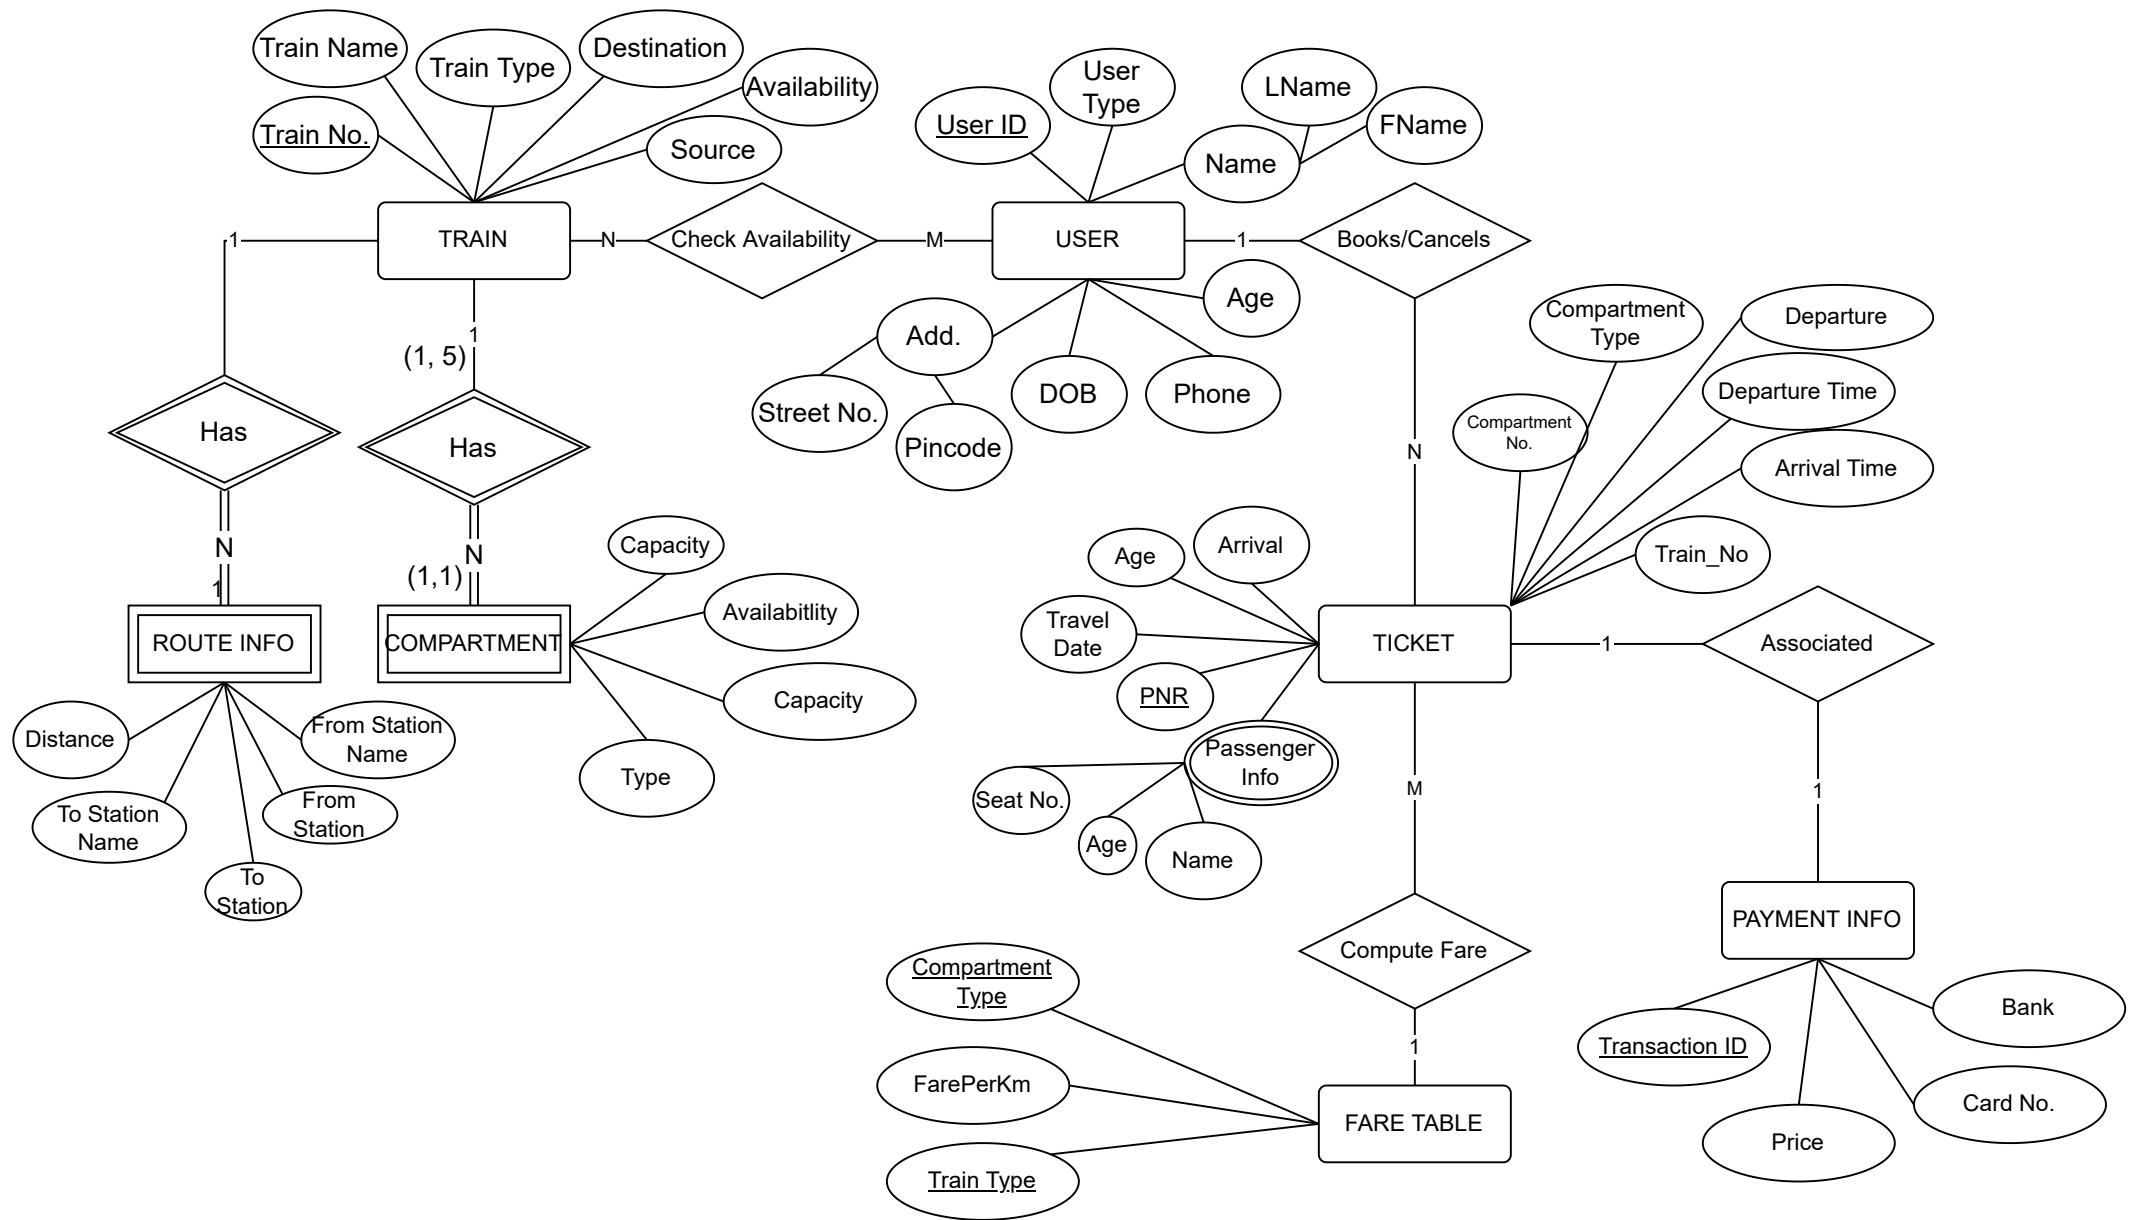 Train Name
Train Type
Destination
Availability
Train No.
Source
User ID
User
Type
LName
FName
Name
1
TRAIN
N
Check Availability
M
USER
1
Books/Cancels
Age
Add.
DOB
Phone
Street No.
Pincode
1
(1, 5)
Has
Has
N
1
N
(1,1)
ROUTE INFO
COMPARTMENT
Capacity
Availabitlity
Capacity
Type
Distance
From Station
Name
To Station
Name
From
Station
To
Station
N
Compartment
Type
Departure
Departure Time
Compartment
No.
Arrival Time
Train_No
Age
Arrival
Travel
Date
PNR
TICKET
1
Associated
Passenger
Info
Seat No.
Age
Name
M
1
Compute Fare
1
PAYMENT INFO
Compartment
Type
FarePerKm
Train Type
FARE TABLE
Transaction ID
Bank
Card No.
Price